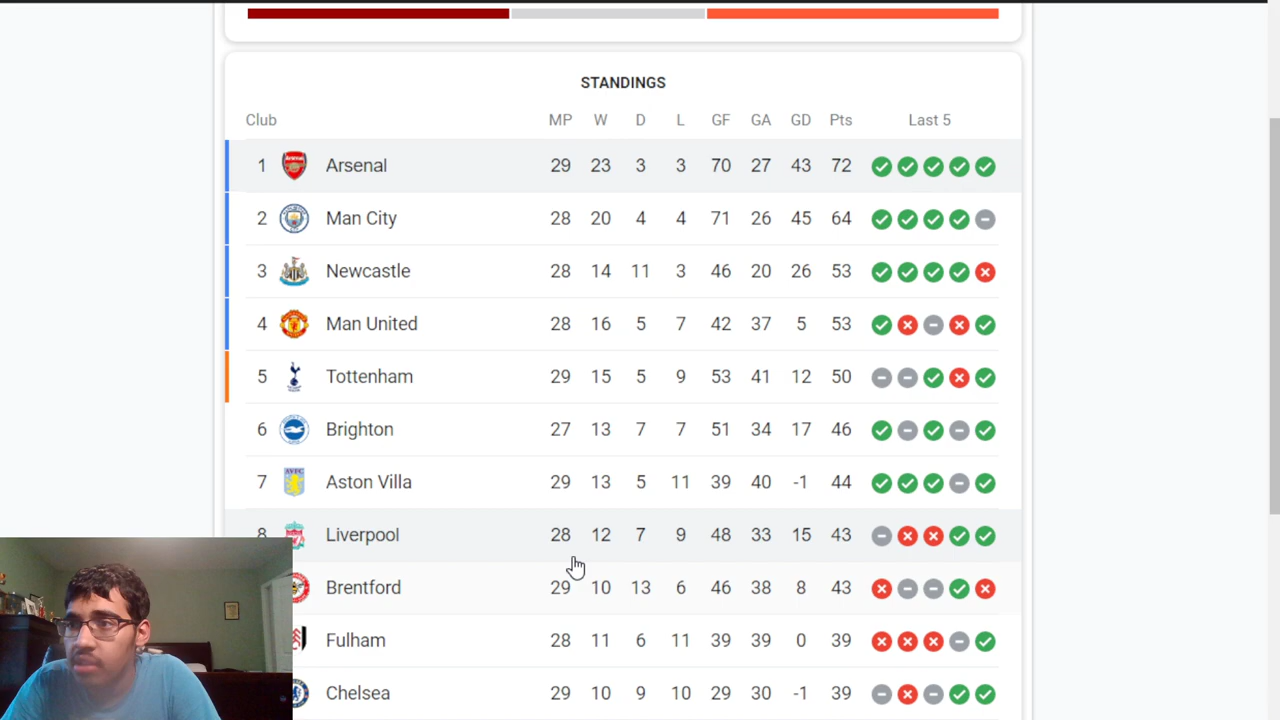 STANDINGS
Club MP W D L GF GA GD Pts Last 5
1 Arsenal 29 23 3 3 70 27 43 72
2 Man City 28 20 4 4 71 26 45 64
3 Newcastle 28 14 11 3 46 20 26 53
4 Man United 28 16 5 7 42 37 5 53
5 Tottenham 29 15 5 9 53 41 12 50
6 Brighton 27 13 7 7 51 34 17 46
7 Aston Villa 29 13 5 11 39 40 -1 44
8 Liverpool 28 12 7 9 48 33 15 43
Brentford 29 10 13 6 46 38 8 43
Fulham 28 11 6 11 39 39 0 39
Chelsea 29 10 9 10 29 30 -1 39